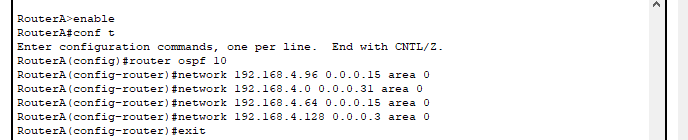 RouterA>enable
RouterA#conf t
Enter configuration commands, one per line.  End with CNTL/Z.
RouterA(config)#router ospf 10
RouterA(config-router)#network 192.168.4.96 0.0.0.15 area 0
RouterA(config-router)#network 192.168.4.0 0.0.0.31 area 0
RouterA(config-router)#network 192.168.4.64 0.0.0.15 area 0
RouterA(config-router)#network 192.168.4.128 0.0.0.3 area 0
RouterA(config-router)#exit